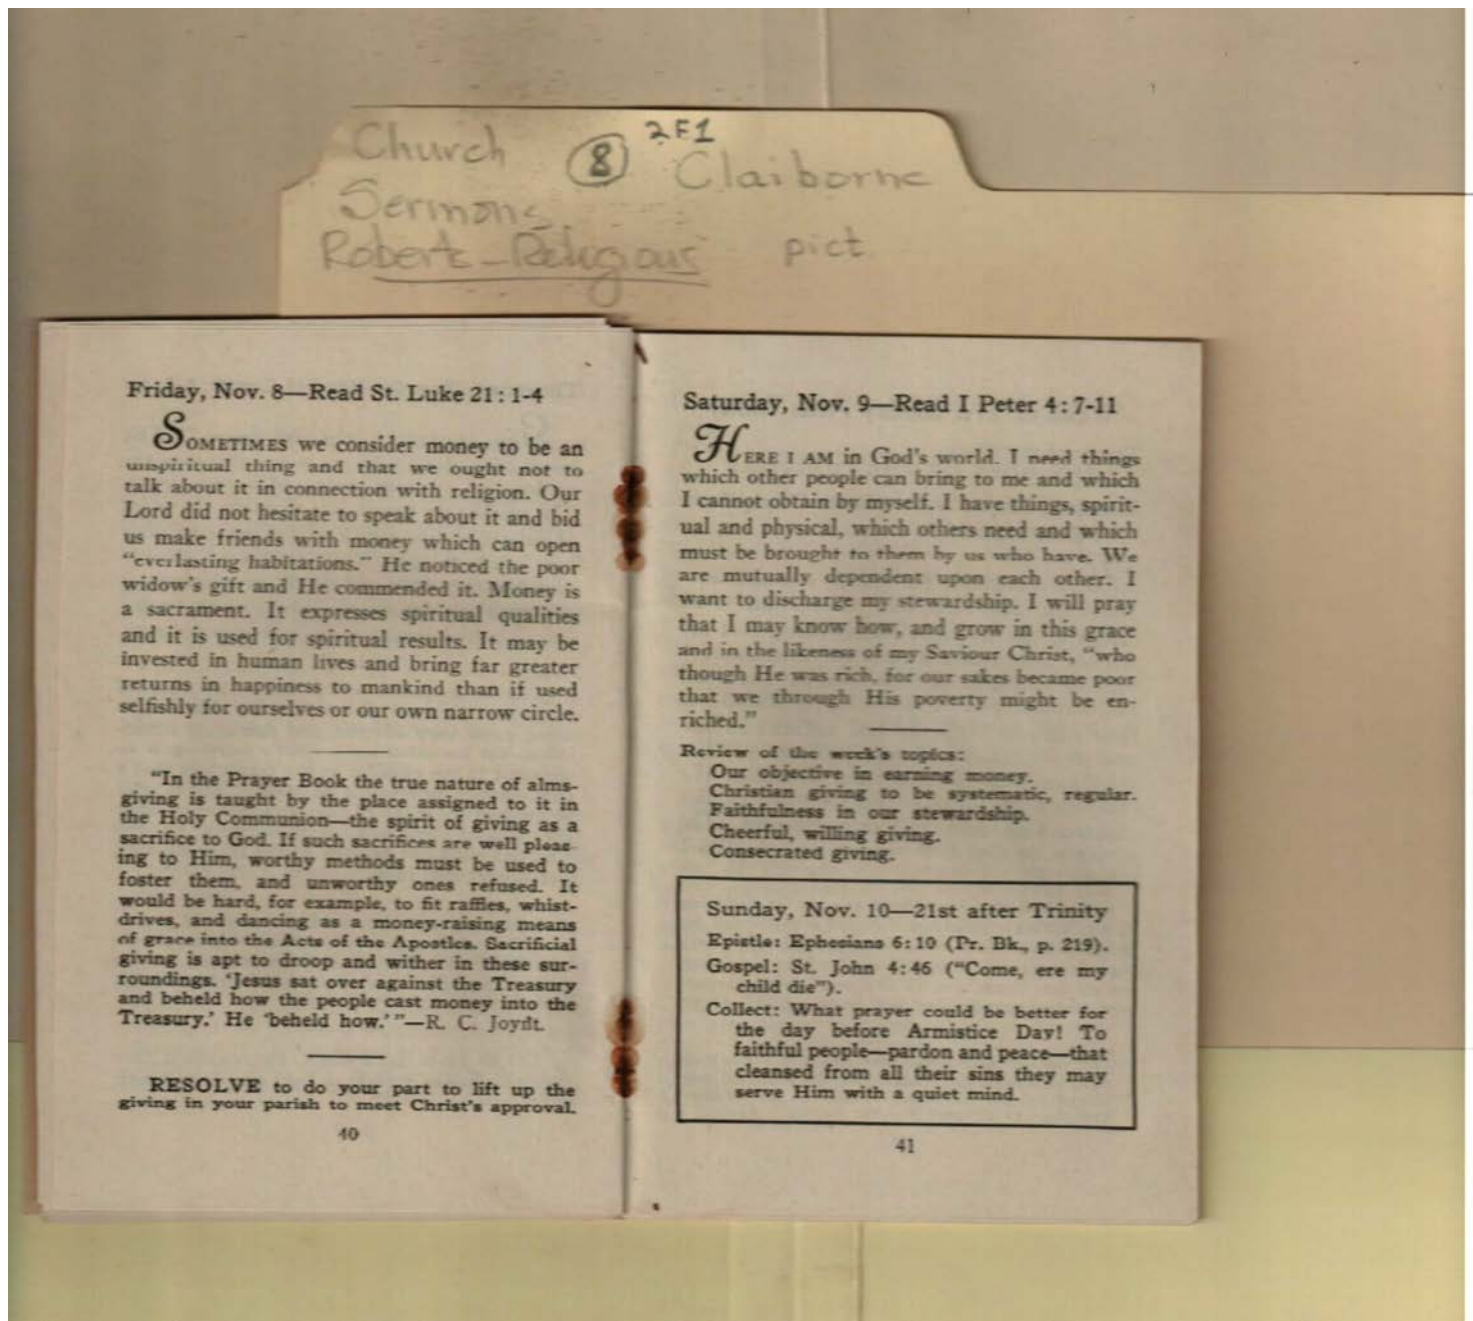 Church 8 2F1 Claiborne
Sermons
Robert - Religious pict
Friday, Nov. 8—Read St. Luke 21: 1-4
SOMETIMES we consider money to be an
unspiritual thing and that we ought not to
talk about it in connection with religion. Our
Lord did not hesitate to speak about it and bid
us make friends with money which can open
“everlasting habitations.” He noticed the poor
widow's gift and He commended it. Money is
a sacrament. It expresses spiritual qualities
and it is used for spiritual results. It may be
invested in human lives and bring far greater
returns in happiness to mankind than if used
selfishly for ourselves or our own narrow circle.
“In the Prayer Book the true nature of alms-
giving is taught by the place assigned to it in
the Holy Communion—the spirit of giving as a
sacrifice to God. If such sacrifices are well pleas-
ing to Him, worthy methods must be used to
foster them, and unworthy ones refused. It
would be hard, for example, to fit raffles, whist-
drives, and dancing as a money-raising means
of grace into the Acts of the Apostles. Sacrificial
giving is apt to droop and wither in these sur-
roundings. ‘Jesus sat over against the Treasury
and beheld how the people cast money into the
Treasury.’ He ‘beheld how.’”—R. C. Joynt.
RESOLVE to do your part to lift up the
giving in your parish to meet Christ's approval.
40
Saturday, Nov. 9—Read I Peter 4: 7-11
HERE I AM in God's world. I need things
which other people can bring to me and which
I cannot obtain by myself. I have things, spirit-
ual and physical, which others need and which
must be brought to them by us who have. We
are mutually dependent upon each other. I
want to discharge my stewardship. I will pray
that I may know how, and grow in this grace
and in the likeness of my Saviour Christ, “who
though He was rich, for our sakes became poor
that we through His poverty might be en-
riched.”
Review of the week's topics:
Our objective in earning money.
Christian giving to be systematic, regular.
Faithfulness in our stewardship.
Cheerful, willing giving.
Consecrated giving.
Sunday, Nov. 10—21st after Trinity
Epistle: Ephesians 6: 10 (Pr. Bk., p. 219).
Gospel: St. John 4: 46 (“Come, ere my
child die”).
Collect: What prayer could be better for
the day before Armistice Day! To
faithful people—pardon and peace—that
cleansed from all their sins they may
serve Him with a quiet mind.
41